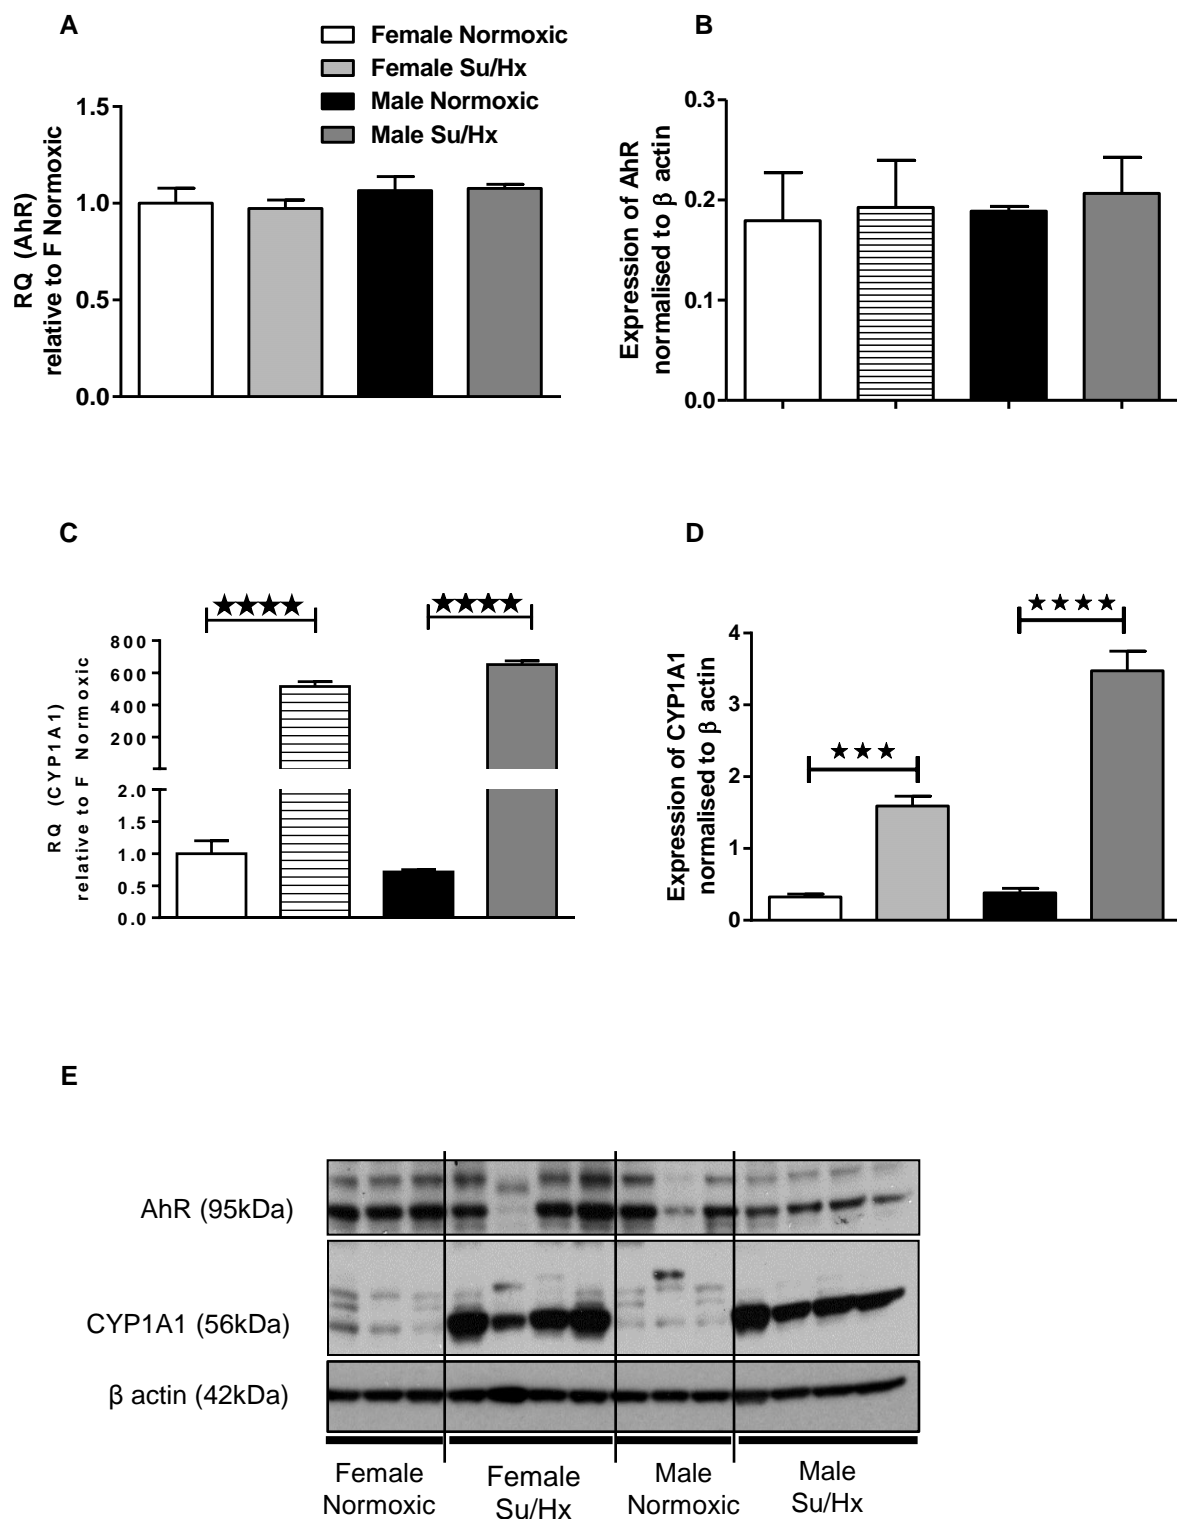 A
Female Normoxic
Female Su/Hx
Male Normoxic
Male Su/Hx
RQ (AhR)
relative to F Normoxic
1.5
1.0
0.5
0.0
B
Expression of AhR
normalised to β actin
0.3
0.2
0.1
0.0
C
★★★★
★★★★
RQ (CYP1A1)
relative to F Normoxic
800
600
400
200
2.0
1.5
1.0
0.5
0.0
D
★★★★
★★★
Expression of CYP1A1
normalised to β actin
4
3
2
1
0
E
AhR (95kDa)
CYP1A1 (56kDa)
β actin (42kDa)
Female
Normoxic
Female
Su/Hx
Male
Normoxic
Male
Su/Hx